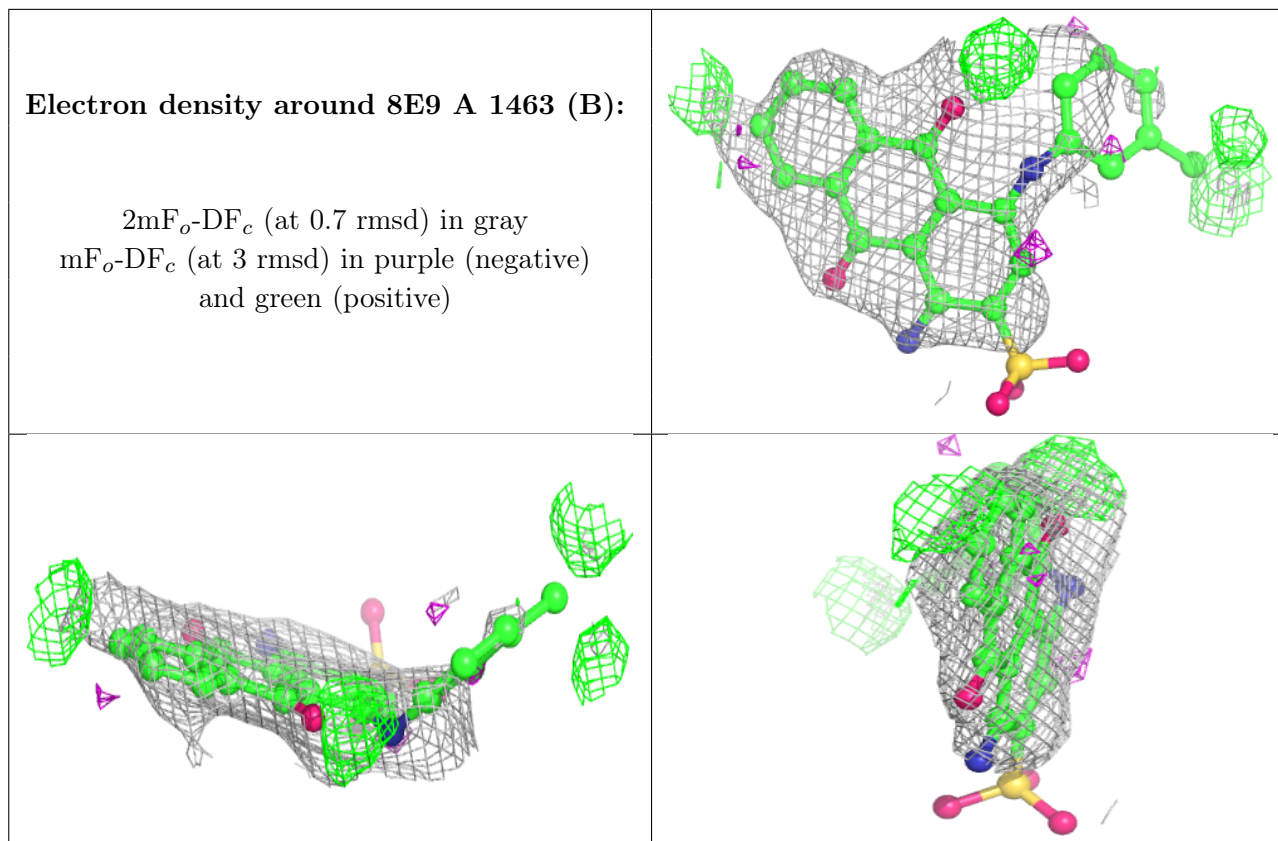 Electron density around 8E9 A 1463 (B):
2mFo-DFc (at 0.7 rmsd) in gray
mFo-DFc (at 3 rmsd) in purple (negative)
and green (positive)